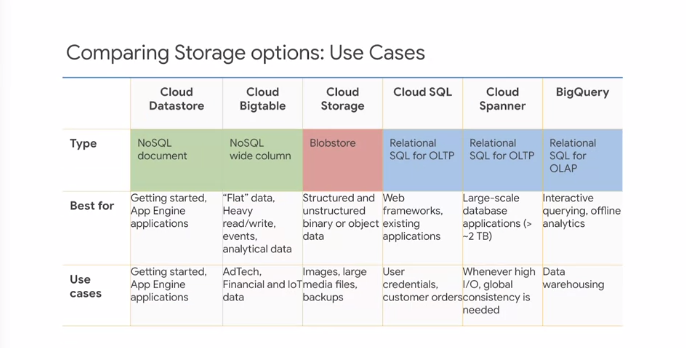 Comparing Storage options: Use Cases
Cloud Datastore
Cloud Bigtable
Cloud Storage
Cloud SQL
Cloud Spanner
BigQuery
Type
NoSQL document
NoSQL wide column
Blobstore
Relational SQL for OLTP
Relational SQL for OLTP
Relational SQL for OLAP
Best for
Getting started, App Engine applications
"Flat" data, Heavy read/write, events, analytical data
Structured and unstructured binary or object data
Web frameworks, existing applications
Large-scale database applications (> ~2 TB)
Interactive querying, offline analytics
Use cases
Getting started, App Engine applications
AdTech, Financial and IoT data
Images, large media files, backups
User credentials, customer orders
Whenever high I/O, global consistency is needed
Data warehousing